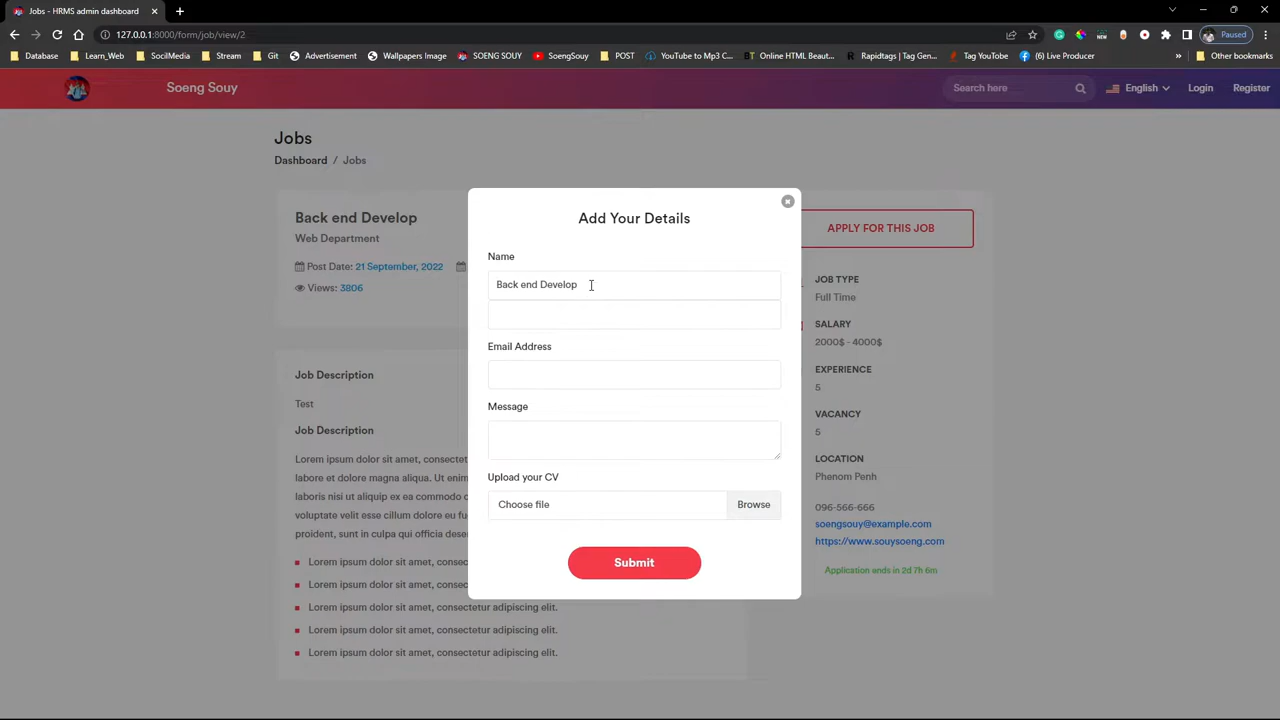 Jobs - HRMS admin dashboard
127.0.0.1:8000/form/job/view/2
Paused
Database
Learn_Web
SocilMedia
Stream
Git
Advertisement
Wallpapers Image
SOENG SOUY
SoengSouy
POST
YouTube to Mp3 C...
Online HTML Beaut...
Rapidtags | Tag Gen...
Tag YouTube
(6) Live Producer
»
Other bookmarks
Soeng Souy
Search here
English
Login
Register
Jobs
Dashboard / Jobs
Back end Develop
Web Department
Post Date: 21 September, 2022
Views: 3806
Job Description
Test
Job Description
Lorem ipsum dolor sit amet, consectet
labore et dolore magna aliqua. Ut enim
laboris nisi ut aliquip ex ea commodo c
voluptate velit esse cillum dolore eu fu
proident, sunt in culpa qui officia deser
Lorem ipsum dolor sit amet, consec
Lorem ipsum dolor sit amet, consec
Lorem ipsum dolor sit amet, consectetur adipiscing elit.
Lorem ipsum dolor sit amet, consectetur adipiscing elit.
Lorem ipsum dolor sit amet, consectetur adipiscing elit.
Add Your Details
Name
Back end Develop
Email Address
Message
Upload your CV
Choose file
Browse
Submit
APPLY FOR THIS JOB
JOB TYPE
Full Time
SALARY
2000$ - 4000$
EXPERIENCE
5
VACANCY
5
LOCATION
Phenom Penh
096-566-666
soengsouy@example.com
https://www.souysoeng.com
Application ends in 2d 7h 6m